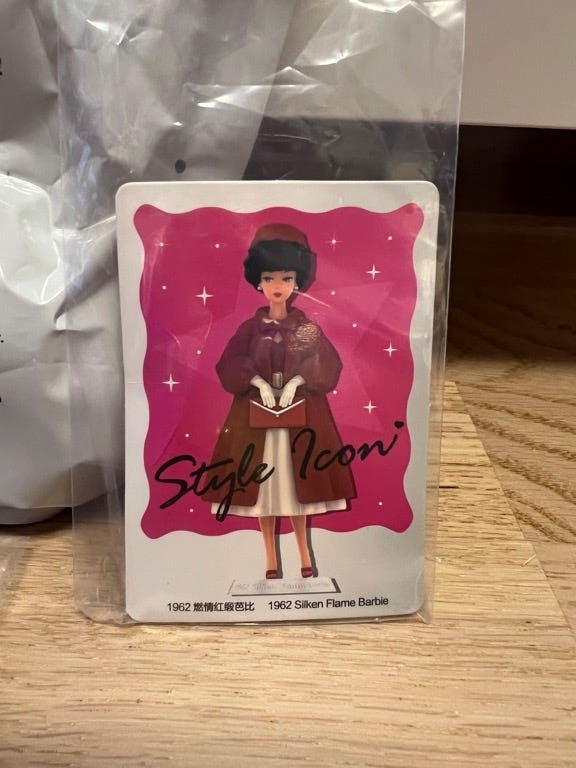 Style Icon
1962 燃情红缎芭比 1962 Silken Flame Barbie